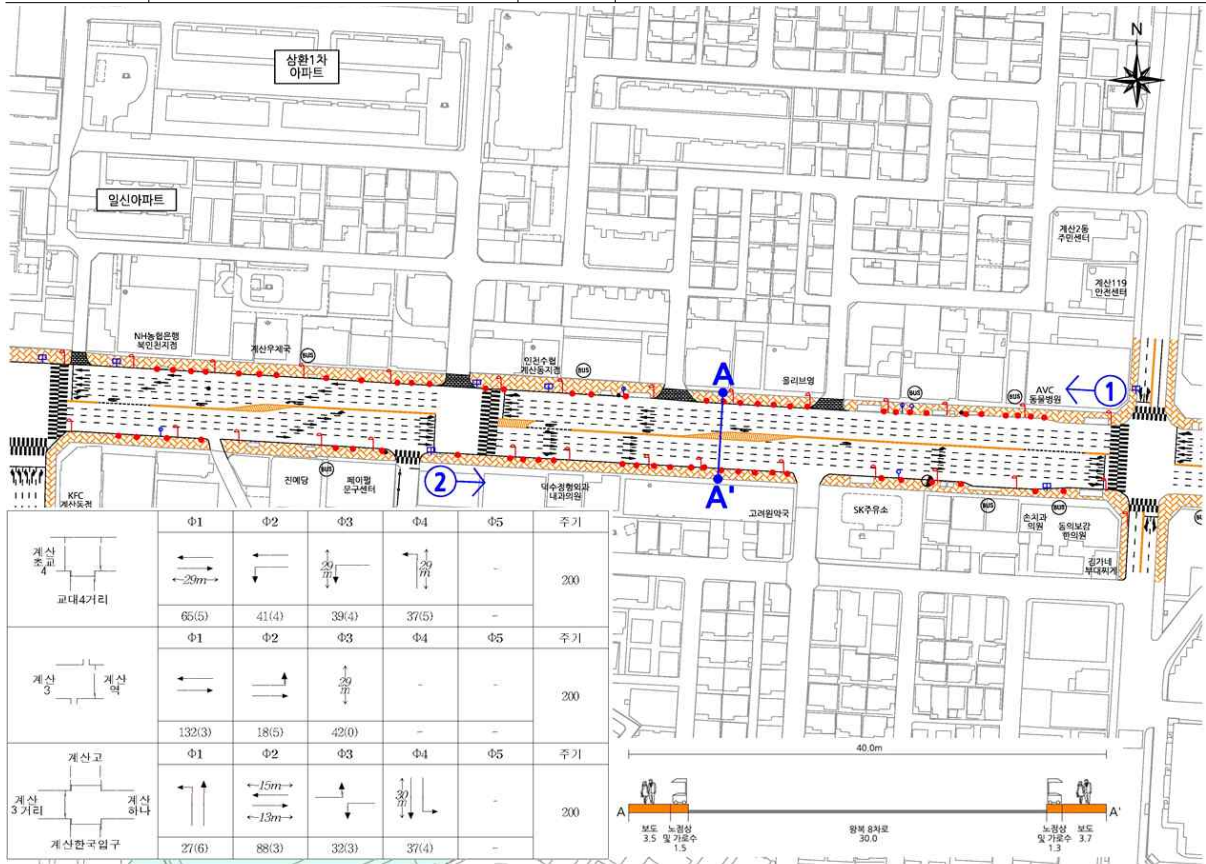 삼환1차
아파트
N
일신아파트
계산2동
주민센터
계산119
안전센터
NH농협은행
북인천지점
계산우체국
BUS
인천수협
계산동지점
BUS
A
올리브영
BUS
BUS
AVC
동물병원
①
KFC
계산동점
진예당
BUS
페이펄
문구센터
②
덕수정형외과
내과의원
A'
고려원약국
SK주유소
BUS
손치과
의원
BUS
동의보감
한의원
김가네
부대찌개
BUS
Φ1 Φ2 Φ3 Φ4 Φ5 주기
계산
초교
4
교대4거리
29m
29
m
29
m
-
200
65(5) 41(4) 39(4) 37(5) -
Φ1 Φ2 Φ3 Φ4 Φ5 주기
계산
3
계산
역
29
m
- -
200
132(3) 18(5) 42(0) - -
Φ1 Φ2 Φ3 Φ4 Φ5 주기
계산고
계산
3거리
계산
하나
계산한국입구
15m
13m
30
m
-
200
27(6) 88(3) 32(3) 37(4) -
40.0m
A A'
보도
3.5
노점상
및 가로수
1.5
왕복 8차로
30.0
노점상
및 가로수
1.3
보도
3.7